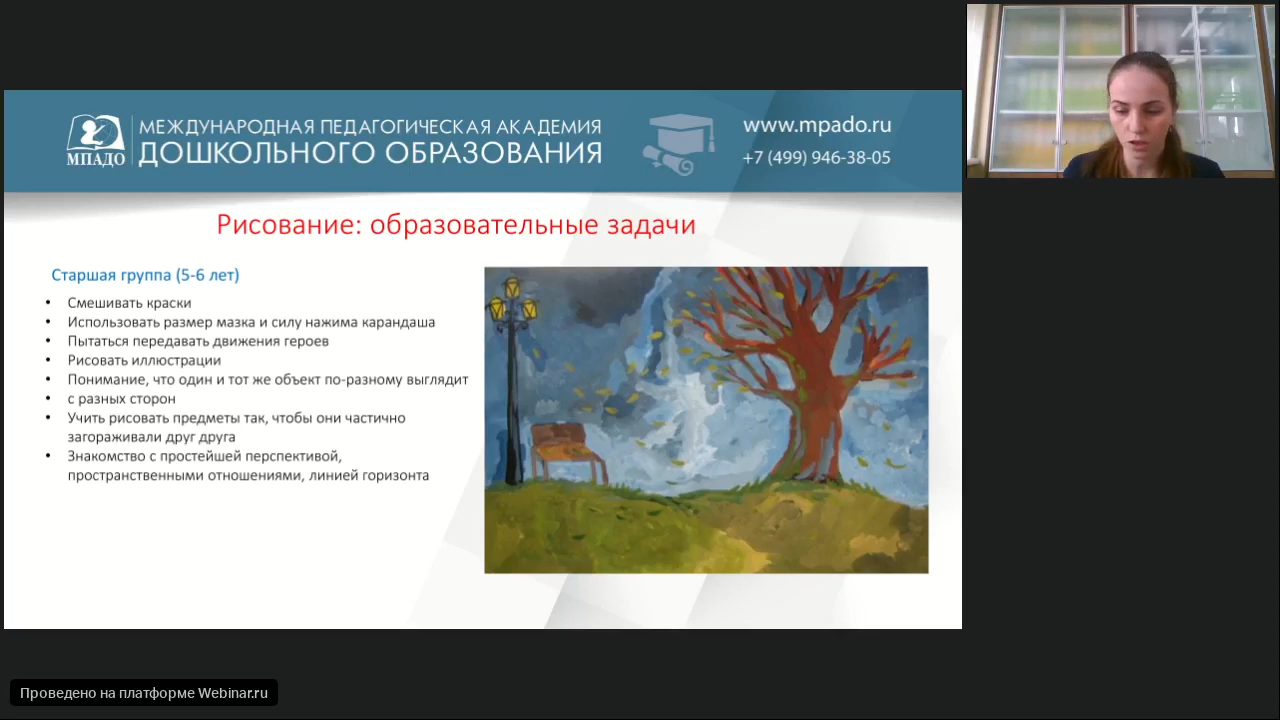 МПАДО
МЕЖДУНАРОДНАЯ ПЕДАГОГИЧЕСКАЯ АКАДЕМИЯ
ДОШКОЛЬНОГО ОБРАЗОВАНИЯ
www.mpado.ru
+7 (499) 946-38-05
Рисование: образовательные задачи
Старшая группа (5-6 лет)
• Смешивать краски
• Использовать размер мазка и силу нажима карандаша
• Пытаться передавать движения героев
• Рисовать иллюстрации
• Понимание, что один и тот же объект по-разному выглядит
• с разных сторон
• Учить рисовать предметы так, чтобы они частично
загораживали друг друга
• Знакомство с простейшей перспективой,
пространственными отношениями, линией горизонта
Проведено на платформе Webinar.ru